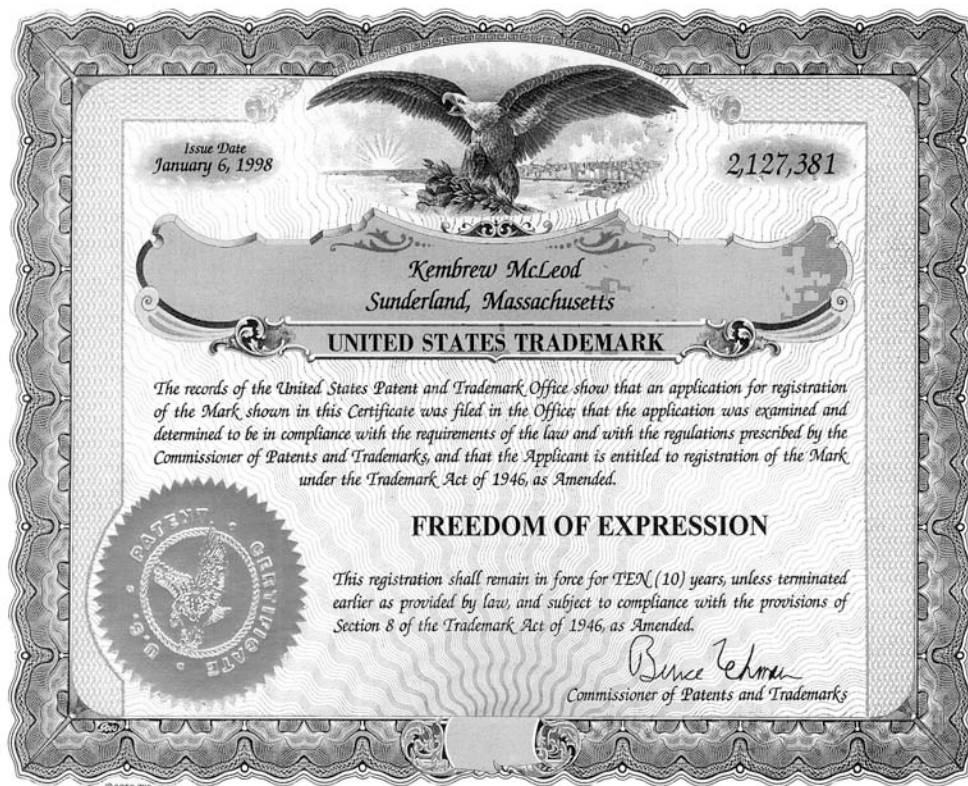 Issue Date
January 6, 1998
2,127,381
Kembrew McLeod
Sunderland, Massachusetts
UNITED STATES TRADEMARK
The records of the United States Patent and Trademark Office show that an application for registration
of the Mark shown in this Certificate was filed in the Office; that the application was examined and
determined to be in compliance with the requirements of the law and with the regulations prescribed by the
Commissioner of Patents and Trademarks, and that the Applicant is entitled to registration of the Mark
under the Trademark Act of 1946, as Amended.
FREEDOM OF EXPRESSION
This registration shall remain in force for TEN (10) years, unless terminated
earlier as provided by law, and subject to compliance with the provisions of
Section 8 of the Trademark Act of 1946, as Amended.
Bruce Lehman
Commissioner of Patents and Trademarks
U.S. PATENT CERTIFICATE